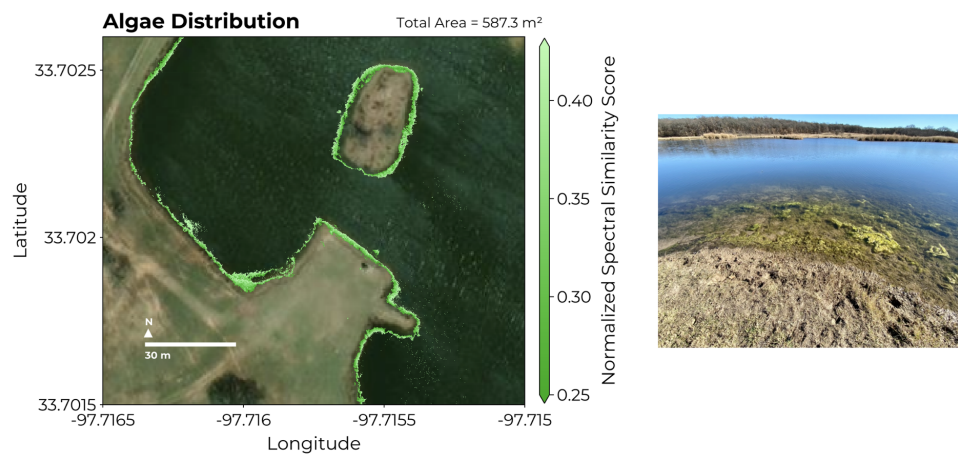 Algae Distribution
Total Area = 587.3 m²
33.7025
33.702
33.7015
Latitude
N
30 m
-97.7165
-97.716
-97.7155
-97.715
Longitude
0.40
0.35
0.30
0.25
Normalized Spectral Similarity Score